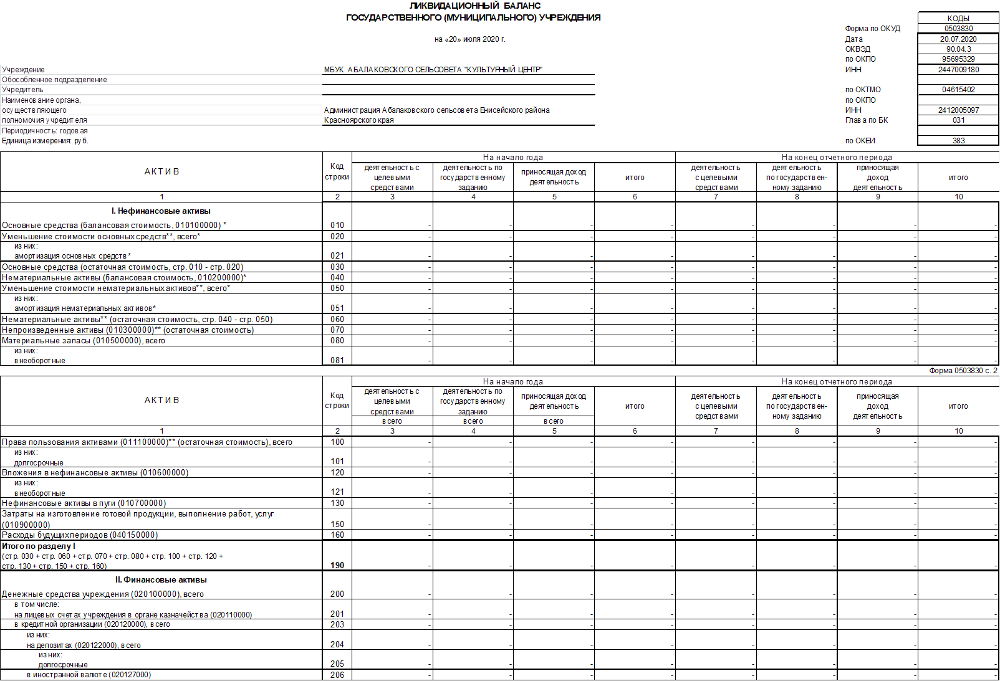 ЛИКВИДАЦИОННЫЙ БАЛАНС
ГОСУДАРСТВЕННОГО (МУНИЦИПАЛЬНОГО) УЧРЕЖДЕНИЯ
КОДЫ
Форма по ОКУД 0503830
на «20» июля 2020 г. Дата 20.07.2020
ОКВЭД 90.04.3
по ОКПО 95695329
Учреждение МБУК АБАЛАКОВСКОГО СЕЛЬСОВЕТА "КУЛЬТУРНЫЙ ЦЕНТР" ИНН 2447009180
Обособленное подразделение
Учредитель по ОКТМО 04615402
Наименование органа, по ОКПО
осуществляющего Администрация Абалаковского сельсовета Енисейского района ИНН 2412005097
полномочия учредителя Красноярского края Глава по БК 031
Периодичность: годовая
Единица измерения: руб. по ОКЕИ 383
АКТИВ Код строки На начало года На конец отчетного периода
деятельность с целевыми средствами деятельность по государственному заданию приносящая доход деятельность итого деятельность с целевыми средствами деятельность по государствен-ному заданию приносящая доход деятельность итого
1 2 3 4 5 6 7 8 9 10
I. Нефинансовые активы
Основные средства (балансовая стоимость, 010100000) * 010 - - - - - - - -
Уменьшение стоимости основных средств**, всего* 020 - - - - - - - -
из них:
амортизация основных средств* 021 - - - - - - - -
Основные средства (остаточная стоимость, стр. 010 - стр. 020) 030 - - - - - - - -
Нематериальные активы (балансовая стоимость, 010200000)* 040 - - - - - - - -
Уменьшение стоимости нематериальных активов**, всего* 050 - - - - - - - -
из них:
амортизация нематериальных активов* 051 - - - - - - - -
Нематериальные активы** (остаточная стоимость, стр. 040 - стр. 050) 060 - - - - - - - -
Непроизведенные активы (010300000)** (остаточная стоимость) 070 - - - - - - - -
Материальные запасы (010500000), всего 080 - - - - - - - -
из них:
внеоборотные 081 - - - - - - - -
Форма 0503830 с. 2
АКТИВ Код строки На начало года На конец отчетного периода
деятельность с целевыми средствами деятельность по государственному заданию приносящая доход деятельность итого деятельность с целевыми средствами деятельность по государствен-ному заданию приносящая доход деятельность итого
всего всего всего
1 2 3 4 5 6 7 8 9 10
Права пользования активами (011100000)** (остаточная стоимость), всего 100 - - - - - - - -
из них:
долгосрочные 101 - - - - - - - -
Вложения в нефинансовые активы (010600000) 120 - - - - - - - -
из них:
внеоборотные 121 - - - - - - - -
Нефинансовые активы в пути (010700000) 130 - - - - - - - -
Затраты на изготовление готовой продукции, выполнение работ, услуг
(010900000) 150 - - - - - - - -
Расходы будущих периодов (040150000) 160 - - - - - - - -
Итого по разделу I
(стр. 030 + стр. 060 + стр. 070 + стр. 080 + стр. 100 + стр. 120 +
стр. 130 + стр. 150 + стр. 160) 190 - - - - - - - -
II. Финансовые активы
Денежные средства учреждения (020100000), всего 200 - - - - - - - -
в том числе:
на лицевых счетах учреждения в органе казначейства (020110000) 201 - - - - - - - -
в кредитной организации (020120000), всего 203 - - - - - - - -
из них:
на депозитах (020122000), всего 204 - - - - - - - -
из них:
долгосрочные 205 - - - - - - - -
в иностранной валюте (020127000) 206 - - - - - - - -